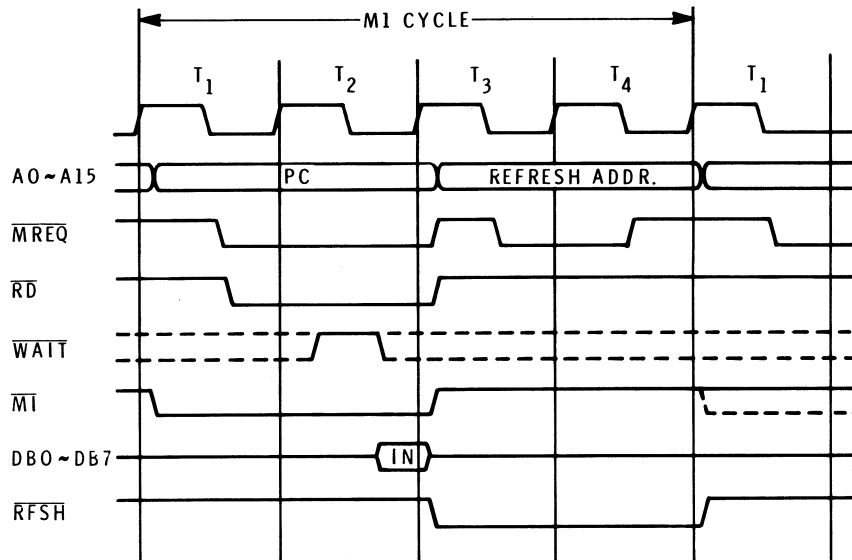 M1 CYCLE
T1 T2 T3 T4 T1
A0~A15 PC REFRESH ADDR.
MREQ
RD
WAIT
M1
DB0~DB7 IN
RFSH